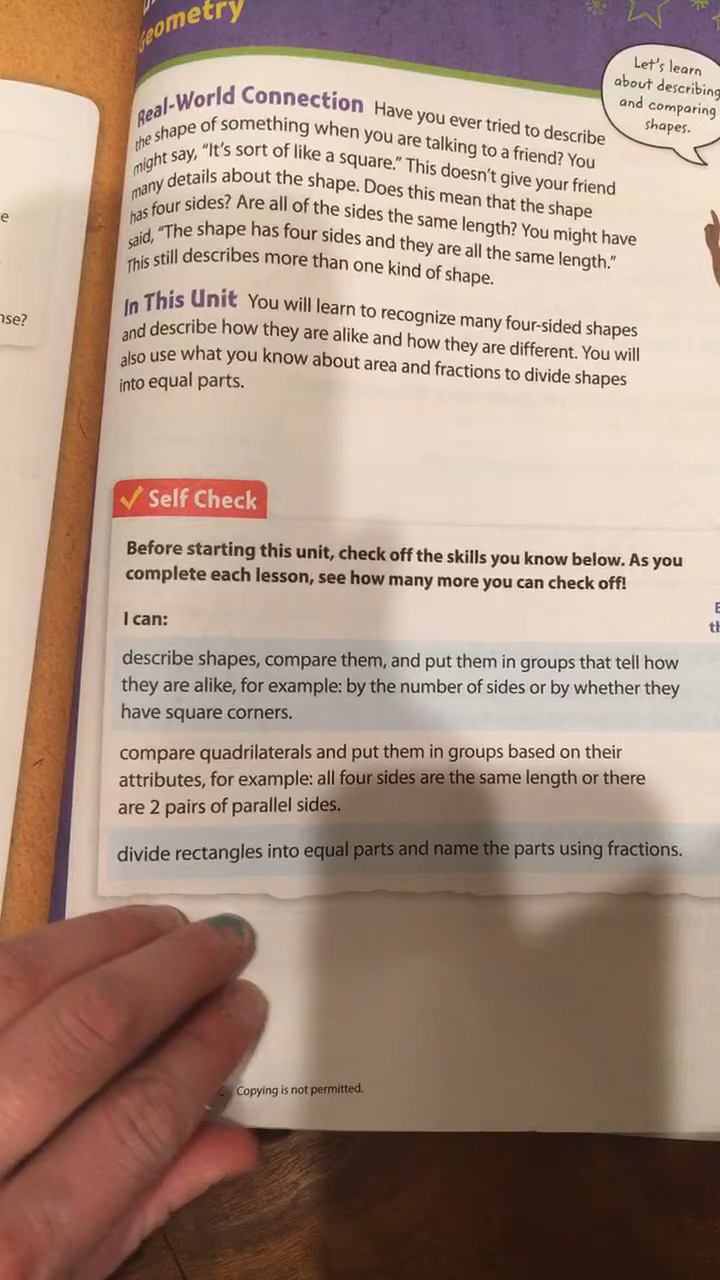 Geometry
Let's learn
about describing
and comparing
shapes.
Real-World Connection Have you ever tried to describe
the shape of something when you are talking to a friend? You
might say, “It's sort of like a square.” This doesn't give your friend
many details about the shape. Does this mean that the shape
has four sides? Are all of the sides the same length? You might have
said, “The shape has four sides and they are all the same length.”
This still describes more than one kind of shape.
In This Unit You will learn to recognize many four-sided shapes
and describe how they are alike and how they are different. You will
also use what you know about area and fractions to divide shapes
into equal parts.
Self Check
Before starting this unit, check off the skills you know below. As you
complete each lesson, see how many more you can check off!
I can:
describe shapes, compare them, and put them in groups that tell how
they are alike, for example: by the number of sides or by whether they
have square corners.
compare quadrilaterals and put them in groups based on their
attributes, for example: all four sides are the same length or there
are 2 pairs of parallel sides.
divide rectangles into equal parts and name the parts using fractions.
Copying is not permitted.